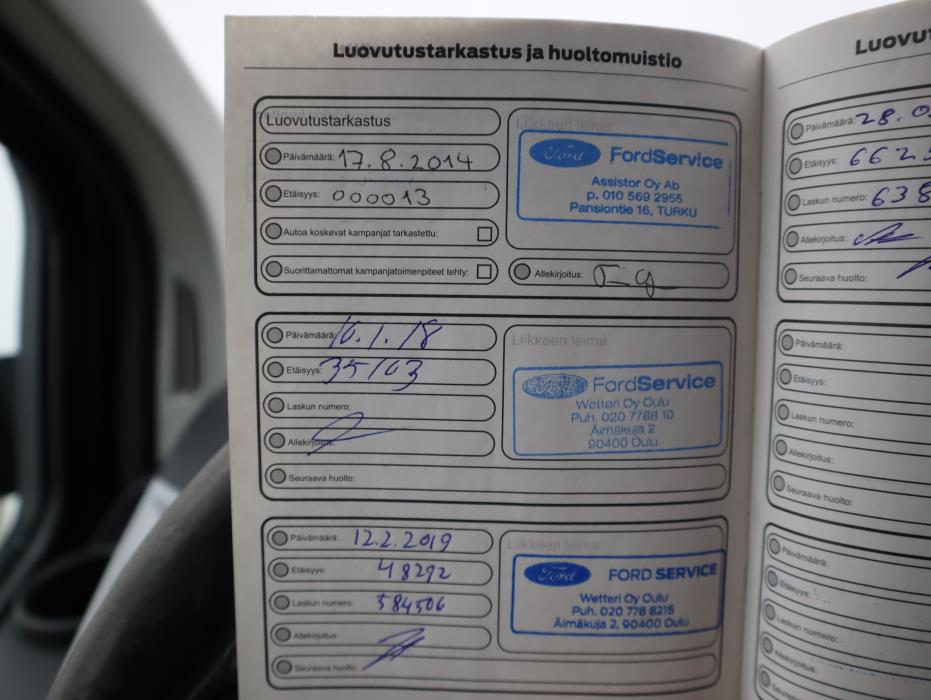 Luovutustarkastus ja huoltomuistio
Luovutustarkastus
Päivämäärä: 17.8.2014
Etäisyys: 000013
Autoa koskevat kampanjat tarkastettu:
Suorittamattomat kampanjatoimenpiteet tehty:
Liikkeen leima
Ford FordService
Assistor Oy Ab
p. 010 569 2955
Pansiontie 16, TURKU
Allekirjoitus:
Päivämäärä: 10.1.18
Etäisyys: 35103
Laskun numero:
Allekirjoitus:
Seuraava huolto:
Liikkeen leima
Ford FordService
Wetteri Oy Oulu
Puh. 020 7788 10
Äimäkuja 2
90400 Oulu
Päivämäärä: 12.2.2019
Etäisyys: 48292
Laskun numero: 584506
Allekirjoitus:
Seuraava huolto:
Liikkeen leima
Ford FORD SERVICE
Wetteri Oy Oulu
Puh. 020 778 8215
Äimäkuja 2, 90400 Oulu
Luovut
Päivämäärä: 28.0
Etäisyys: 662
Laskun numero: 638
Allekirjoitus:
Seuraava huolto:
Päivämäärä:
Etäisyys:
Laskun numero:
Allekirjoitus:
Seuraava huolto:
Päivämäärä:
Etäisyys:
Laskun numero:
Allekirjoitus:
Seuraava huolto: